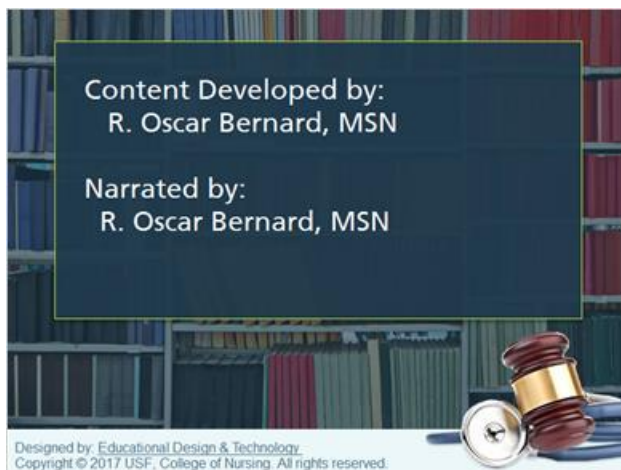 Content Developed by:
R. Oscar Bernard, MSN
Narrated by:
R. Oscar Bernard, MSN
Designed by: Educational Design & Technology
Copyright © 2017 USF, College of Nursing. All rights reserved.